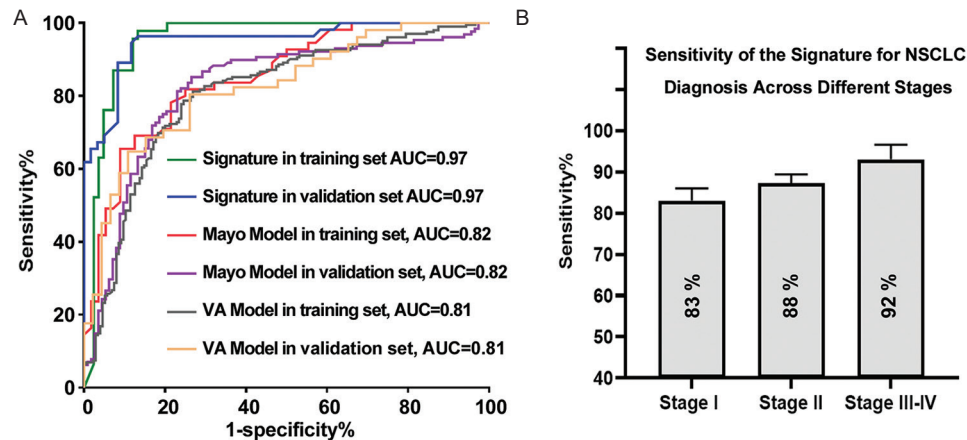 A
100
80
60
40
20
0
Sensitivity%
Signature in training set AUC=0.97
Signature in validation set AUC=0.97
Mayo Model in training set, AUC=0.82
Mayo Model in validation set, AUC=0.82
VA Model in training set, AUC=0.81
VA Model in validation set, AUC=0.81
0 20 40 60 80 100
1-specificity%
B
Sensitivity of the Signature for NSCLC
Diagnosis Across Different Stages
100
90
80
60
40
Sensitivity%
83 %
88 %
92 %
Stage I Stage II Stage III-IV